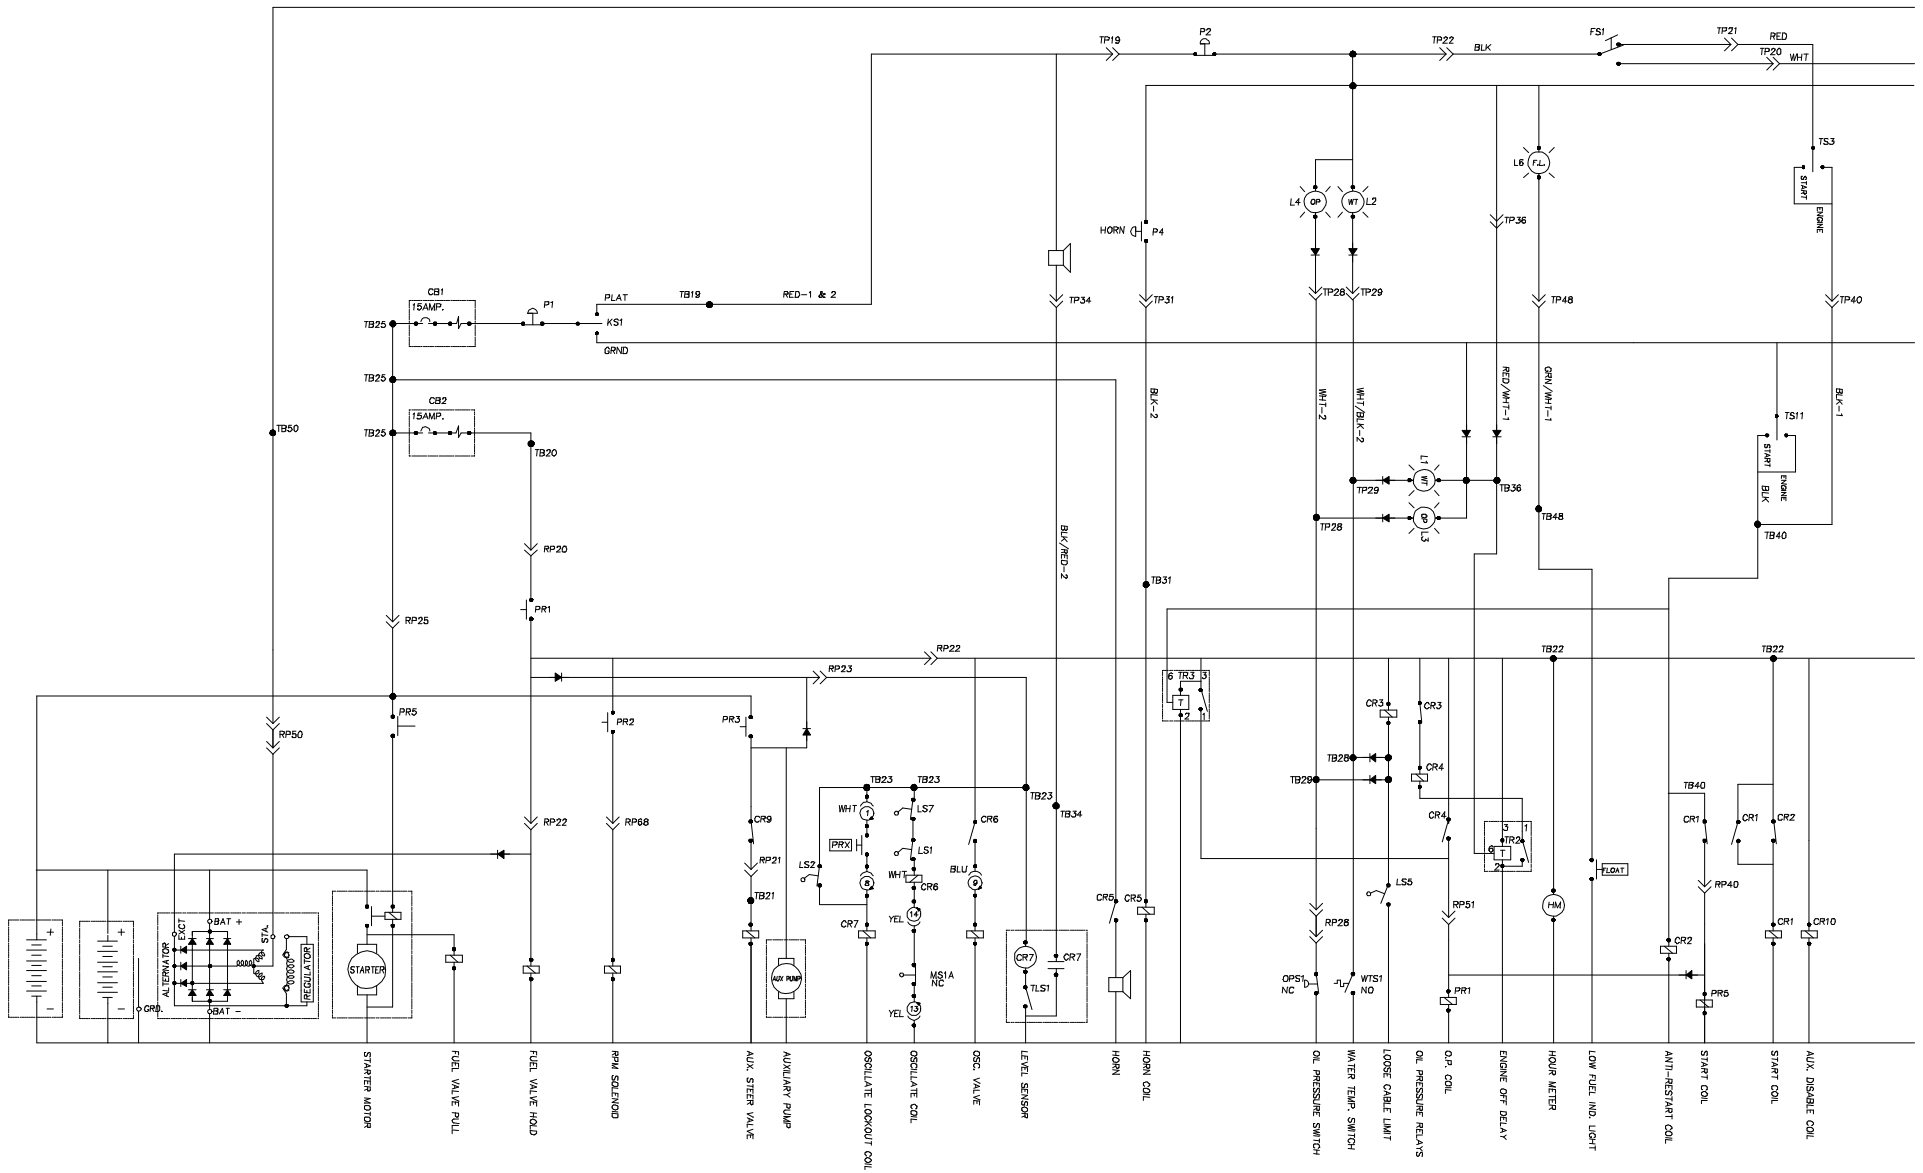 P2
TP19
TP22
BLK
FS1
TP21
RED
TP20
WHT
TS3
START
ENGINE
L6
F.L.
L4
OP
WT
L2
TP36
HORN
P4
CB1
15AMP.
P1
PLAT
TB19
RED-1 & 2
TB25
KS1
GRND
TP34
TP31
TP28
TP29
TP48
TP40
TB25
CB2
15AMP.
TB25
TB20
TB50
BLK-2
WHT-2
WHT/BLK-2
RED/WHT-1
GRN/WHT-1
BLK-1
TS11
START
ENGINE
BLK
L1
WT
TP29
TB36
OP
L3
TP28
TB48
TB40
BLK/RED-2
RP20
TB31
PR1
RP25
RP22
RP23
TB22
TB22
6
TR3
3
T
2
1
PR5
RP50
PR2
PR3
CR3
CR3
TB28
TB29
CR4
TB23
TB23
TB23
TB34
TB40
WHT
1
LS7
CR6
RP22
RP68
CR9
PRX
LS1
CR4
3
1
TR2
6
T
2
CR1
CR1
CR2
RP21
LS2
8
WHT
CR6
BLU
9
LS5
FLOAT
RP40
TB21
YEL
14
CR5
CR5
RP51
HM
CR7
CR1
CR10
RP28
CR2
+
+
EXCT
BAT +
STA.
ALTERNATOR
REGULATOR
STARTER
AUX PUMP
MS1A
NC
CR7
CR7
TLS1
OPS1
NC
WTS1
NO
PR1
PR5
-
-
GRD.
BAT -
YEL
13
STARTER MOTOR
FUEL VALVE PULL
FUEL VALVE HOLD
RPM SOLENOID
AUX. STEER VALVE
AUXILIARY PUMP
OSCILLATE LOCKOUT COIL
OSCILLATE COIL
OSC. VALVE
LEVEL SENSOR
HORN
HORN COIL
OIL PRESSURE SWITCH
WATER TEMP. SWITCH
LOOSE CABLE LIMIT
OIL PRESSURE RELAYS
O.P. COIL
ENGINE OFF DELAY
HOUR METER
LOW FUEL IND. LIGHT
ANTI-RESTART COIL
START COIL
START COIL
AUX. DISABLE COIL